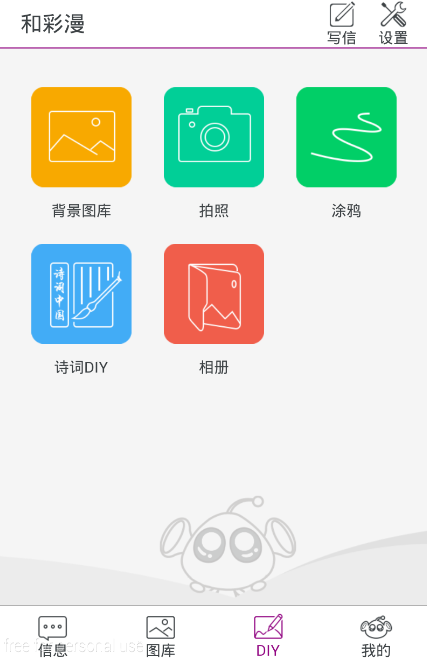 和彩漫
写信 设置
背景图库 拍照 涂鸦
诗词中国
诗词DIY 相册
信息 图库 DIY 我的
free for personal use